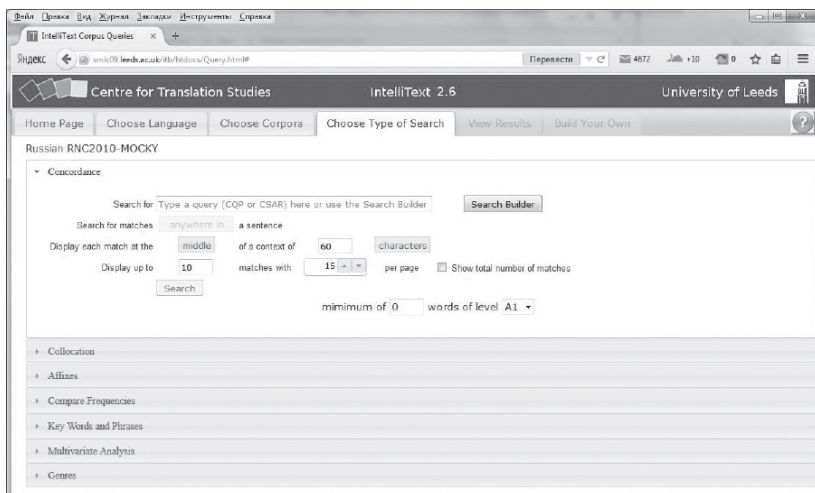 Файл Правка Вид Журнал Закладки Инструменты Справка
IntelliText Corpus Queries × +
Яндекс smlc09.leeds.ac.uk/itb/htdocs/Query.html# Перевести 4672 +10 0
Centre for Translation Studies IntelliText 2.6 University of Leeds
Home Page Choose Language Choose Corpora Choose Type of Search View Results Build Your Own ?
Russian RNC2010-MOCKY
Concordance
Search for Type a query (CQP or CSAR) here or use the Search Builder Search Builder
Search for matches anywhere in a sentence
Display each match at the middle of a context of 60 characters
Display up to 10 matches with 15 per page Show total number of matches
Search
mimimum of 0 words of level A1
Collocation
Affixes
Compare Frequencies
Key Words and Phrases
Multivariate Analysis
Genres